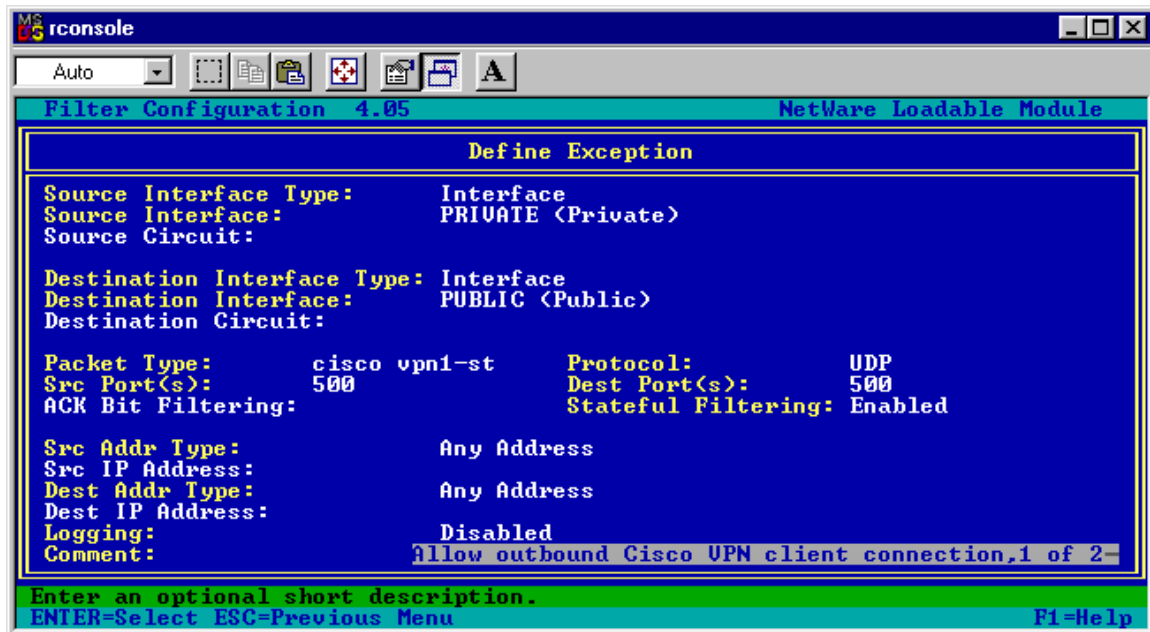 MS DOS rconsole
Auto A
Filter Configuration 4.05 NetWare Loadable Module
Define Exception
Source Interface Type: Interface
Source Interface: PRIVATE (Private)
Source Circuit:
Destination Interface Type: Interface
Destination Interface: PUBLIC (Public)
Destination Circuit:
Packet Type: cisco vpn1-st Protocol: UDP
Src Port(s): 500 Dest Port(s): 500
ACK Bit Filtering: Stateful Filtering: Enabled
Src Addr Type: Any Address
Src IP Address:
Dest Addr Type: Any Address
Dest IP Address:
Logging: Disabled
Comment: Allow outbound Cisco VPN client connection,1 of 2
Enter an optional short description.
ENTER=Select ESC=Previous Menu F1=Help